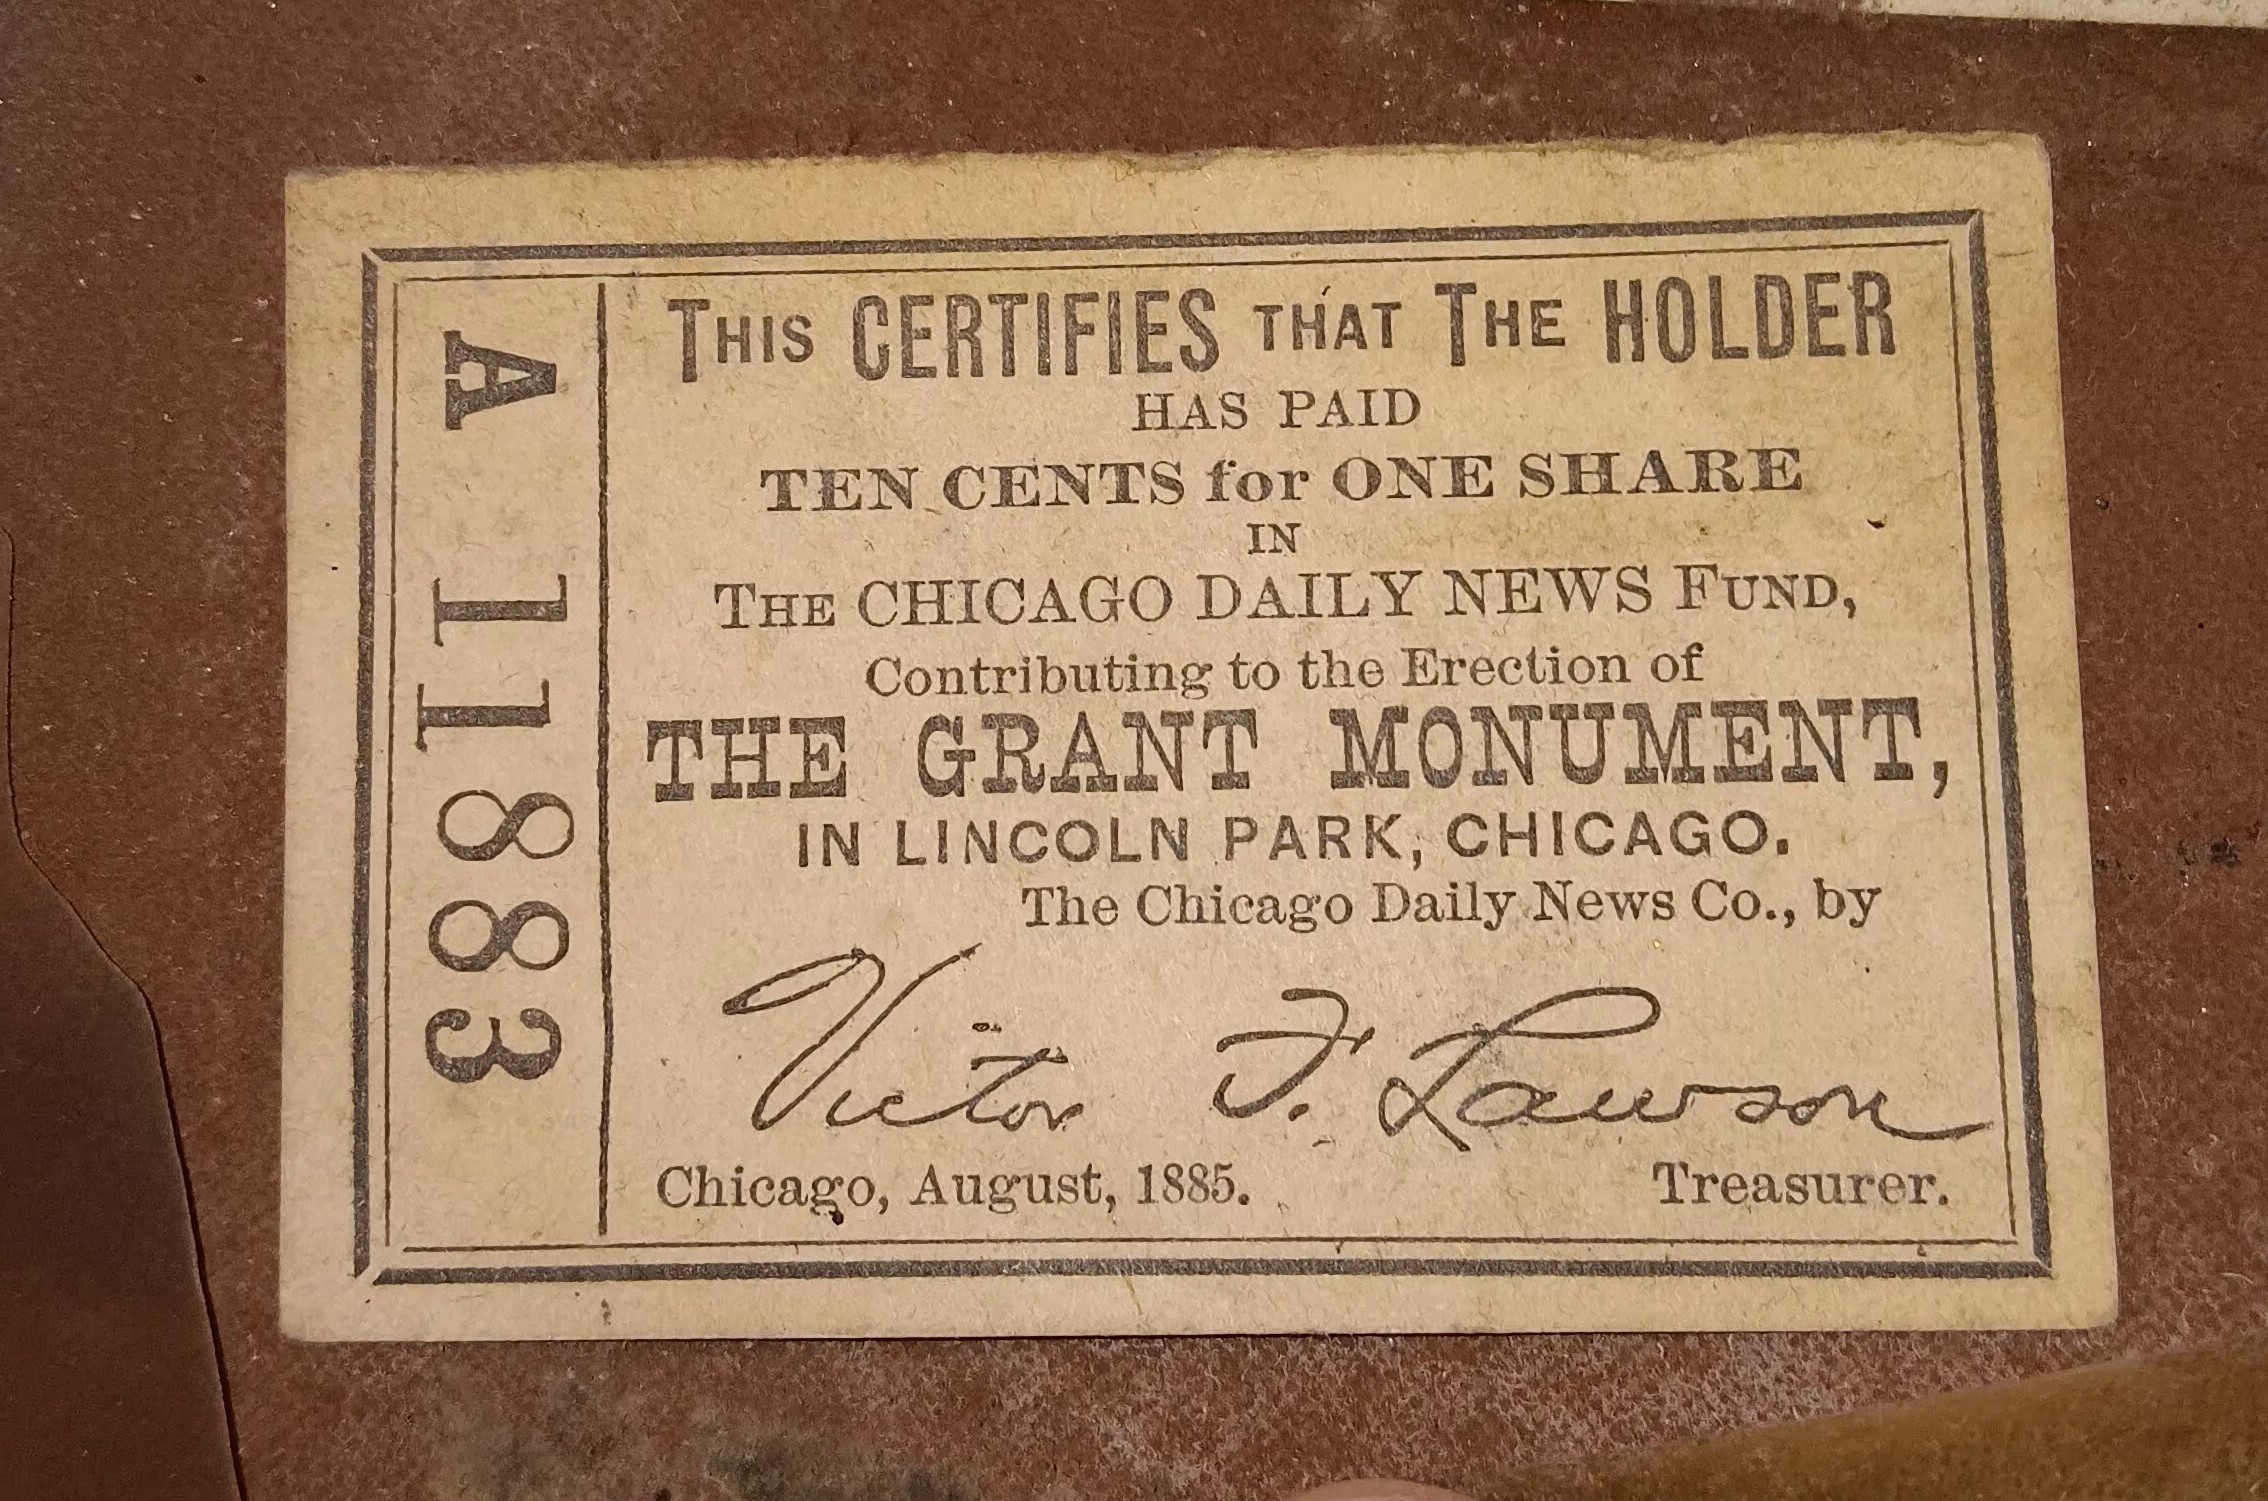 A 11883
THIS CERTIFIES THAT THE HOLDER
HAS PAID
TEN CENTS for ONE SHARE
IN
THE CHICAGO DAILY NEWS FUND,
Contributing to the Erection of
THE GRANT MONUMENT,
IN LINCOLN PARK, CHICAGO.
The Chicago Daily News Co., by
Victor F. Lawson
Chicago, August, 1885. Treasurer.